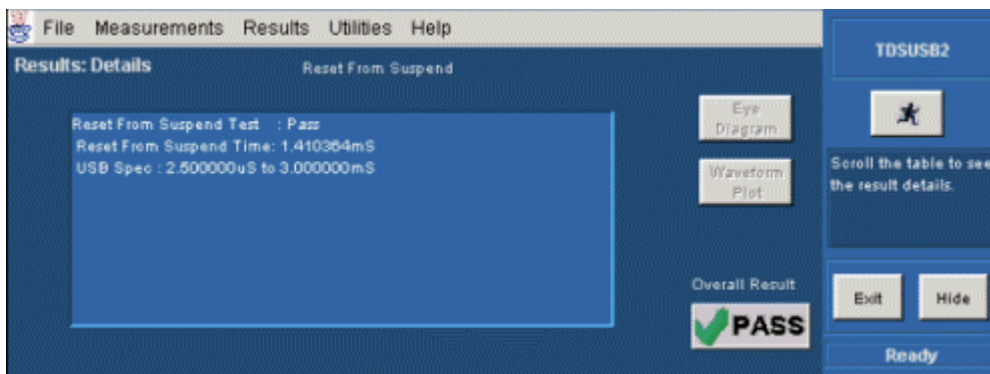 File Measurements Results Utilities Help
Results: Details
Reset From Suspend
Reset From Suspend Test : Pass
Reset From Suspend Time: 1.410364mS
USB Spec : 2.500000uS to 3.000000mS
Eye
Diagram
Waveform
Plot
Overall Result
PASS
TDSUSB2
Scroll the table to see
the result details.
Exit Hide
Ready